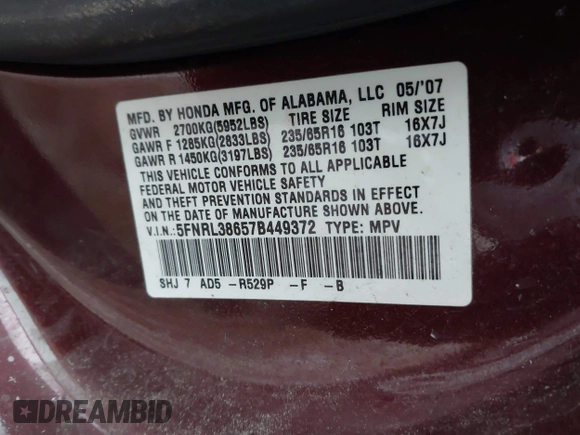 MFD. BY HONDA MFG. OF ALABAMA, LLC 05/'07
GVWR 2700KG(5952LBS) TIRE SIZE RIM SIZE
GAWR F 1285KG(2833LBS) 235/65R16 103T 16X7J
GAWR R 1450KG(3197LBS) 235/65R16 103T 16X7J
THIS VEHICLE CONFORMS TO ALL APPLICABLE
FEDERAL MOTOR VEHICLE SAFETY
AND THEFT PREVENTION STANDARDS IN EFFECT
ON THE DATE OF MANUFACTURE SHOWN ABOVE.
V.I.N.: 5FNRL38657B449372 TYPE: MPV
SHJ 7 AD5 -R529P -F -B
DREAMBID